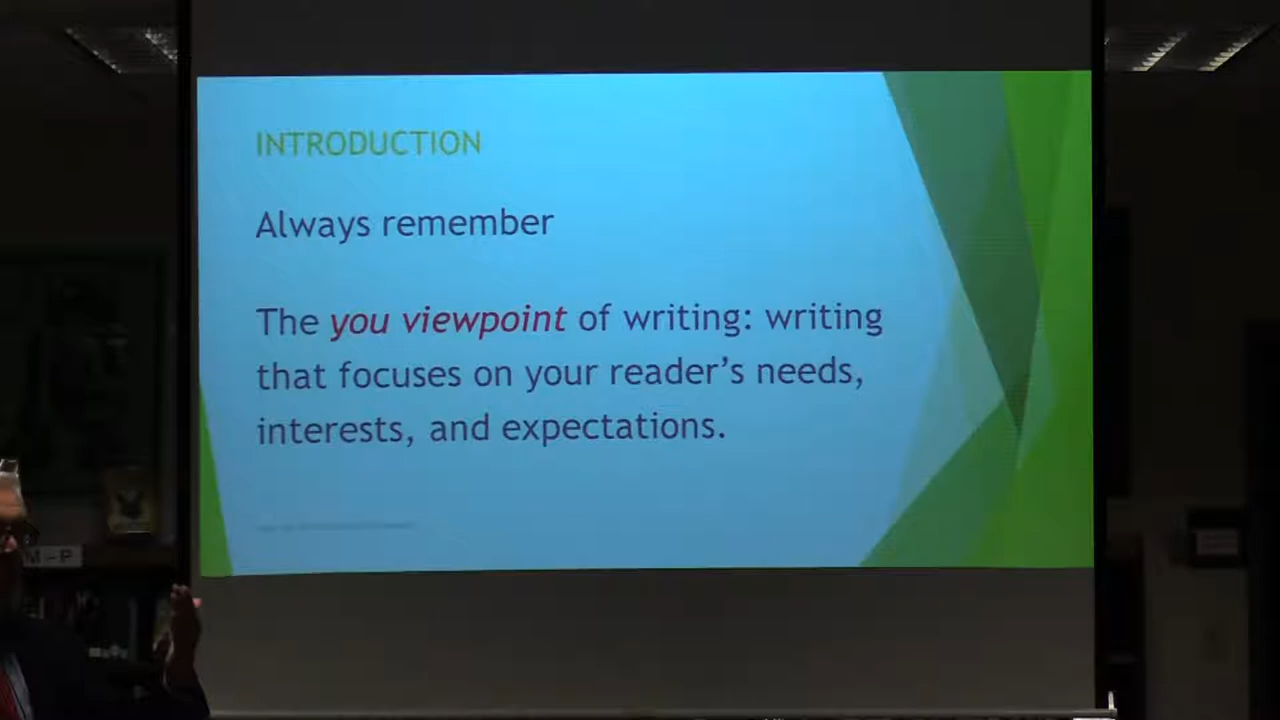 INTRODUCTION
Always remember
The you viewpoint of writing: writing
that focuses on your reader's needs,
interests, and expectations.
M-P